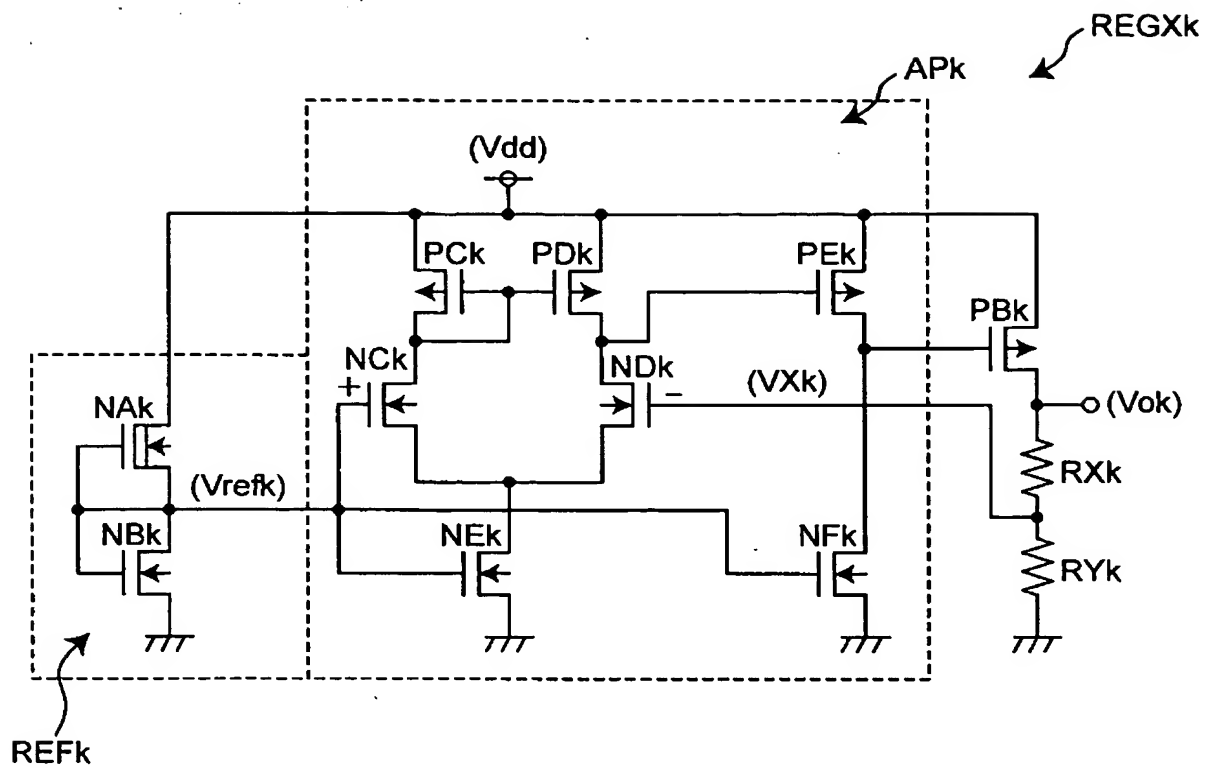 REGXk
APk
(Vdd)
PCk
PDk
PEk
PBk
NCk
+
NDk
−
(VXk)
(Vok)
NAk
(Vrefk)
RXk
NBk
NEk
NFk
RYk
REFk